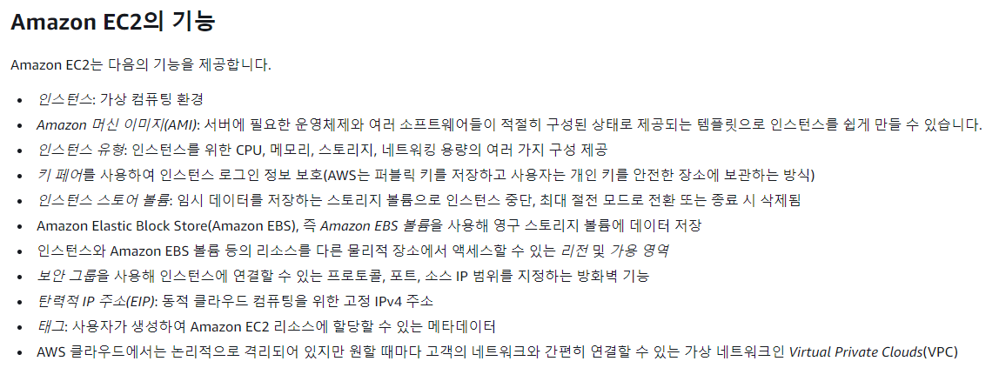 Amazon EC2의 기능
Amazon EC2는 다음의 기능을 제공합니다.
• 인스턴스: 가상 컴퓨팅 환경
• Amazon 머신 이미지(AMI): 서버에 필요한 운영체제와 여러 소프트웨어들이 적절히 구성된 상태로 제공되는 템플릿으로 인스턴스를 쉽게 만들 수 있습니다.
• 인스턴스 유형: 인스턴스를 위한 CPU, 메모리, 스토리지, 네트워킹 용량의 여러 가지 구성 제공
• 키 페어를 사용하여 인스턴스 로그인 정보 보호(AWS는 퍼블릭 키를 저장하고 사용자는 개인 키를 안전한 장소에 보관하는 방식)
• 인스턴스 스토어 볼륨: 임시 데이터를 저장하는 스토리지 볼륨으로 인스턴스 중단, 최대 절전 모드로 전환 또는 종료 시 삭제됨
• Amazon Elastic Block Store(Amazon EBS), 즉 Amazon EBS 볼륨을 사용해 영구 스토리지 볼륨에 데이터 저장
• 인스턴스와 Amazon EBS 볼륨 등의 리소스를 다른 물리적 장소에서 액세스할 수 있는 리전 및 가용 영역
• 보안 그룹을 사용해 인스턴스에 연결할 수 있는 프로토콜, 포트, 소스 IP 범위를 지정하는 방화벽 기능
• 탄력적 IP 주소(EIP): 동적 클라우드 컴퓨팅을 위한 고정 IPv4 주소
• 태그: 사용자가 생성하여 Amazon EC2 리소스에 할당할 수 있는 메타데이터
• AWS 클라우드에서는 논리적으로 격리되어 있지만 원할 때마다 고객의 네트워크와 간편히 연결할 수 있는 가상 네트워크인 Virtual Private Clouds(VPC)